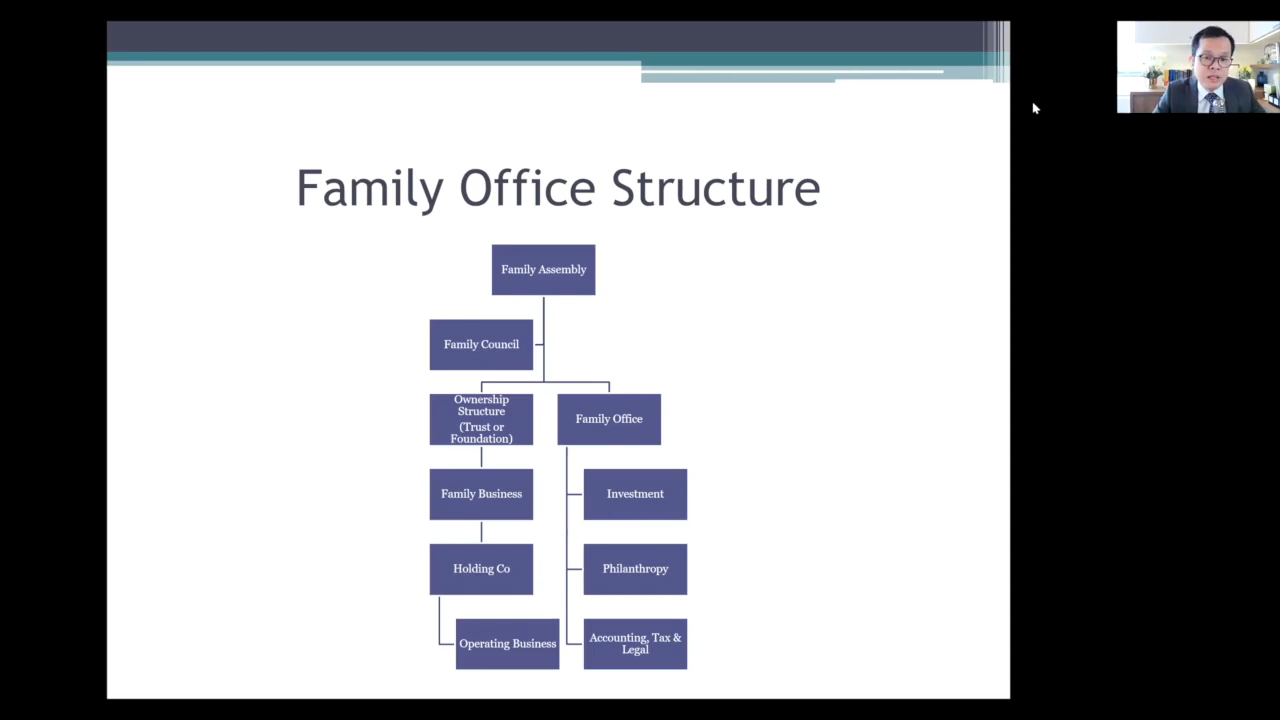 Family Office Structure
Family Assembly
Family Council
Ownership
Structure
(Trust or
Foundation)
Family Office
Family Business
Investment
Holding Co
Philanthropy
Operating Business
Accounting, Tax &
Legal